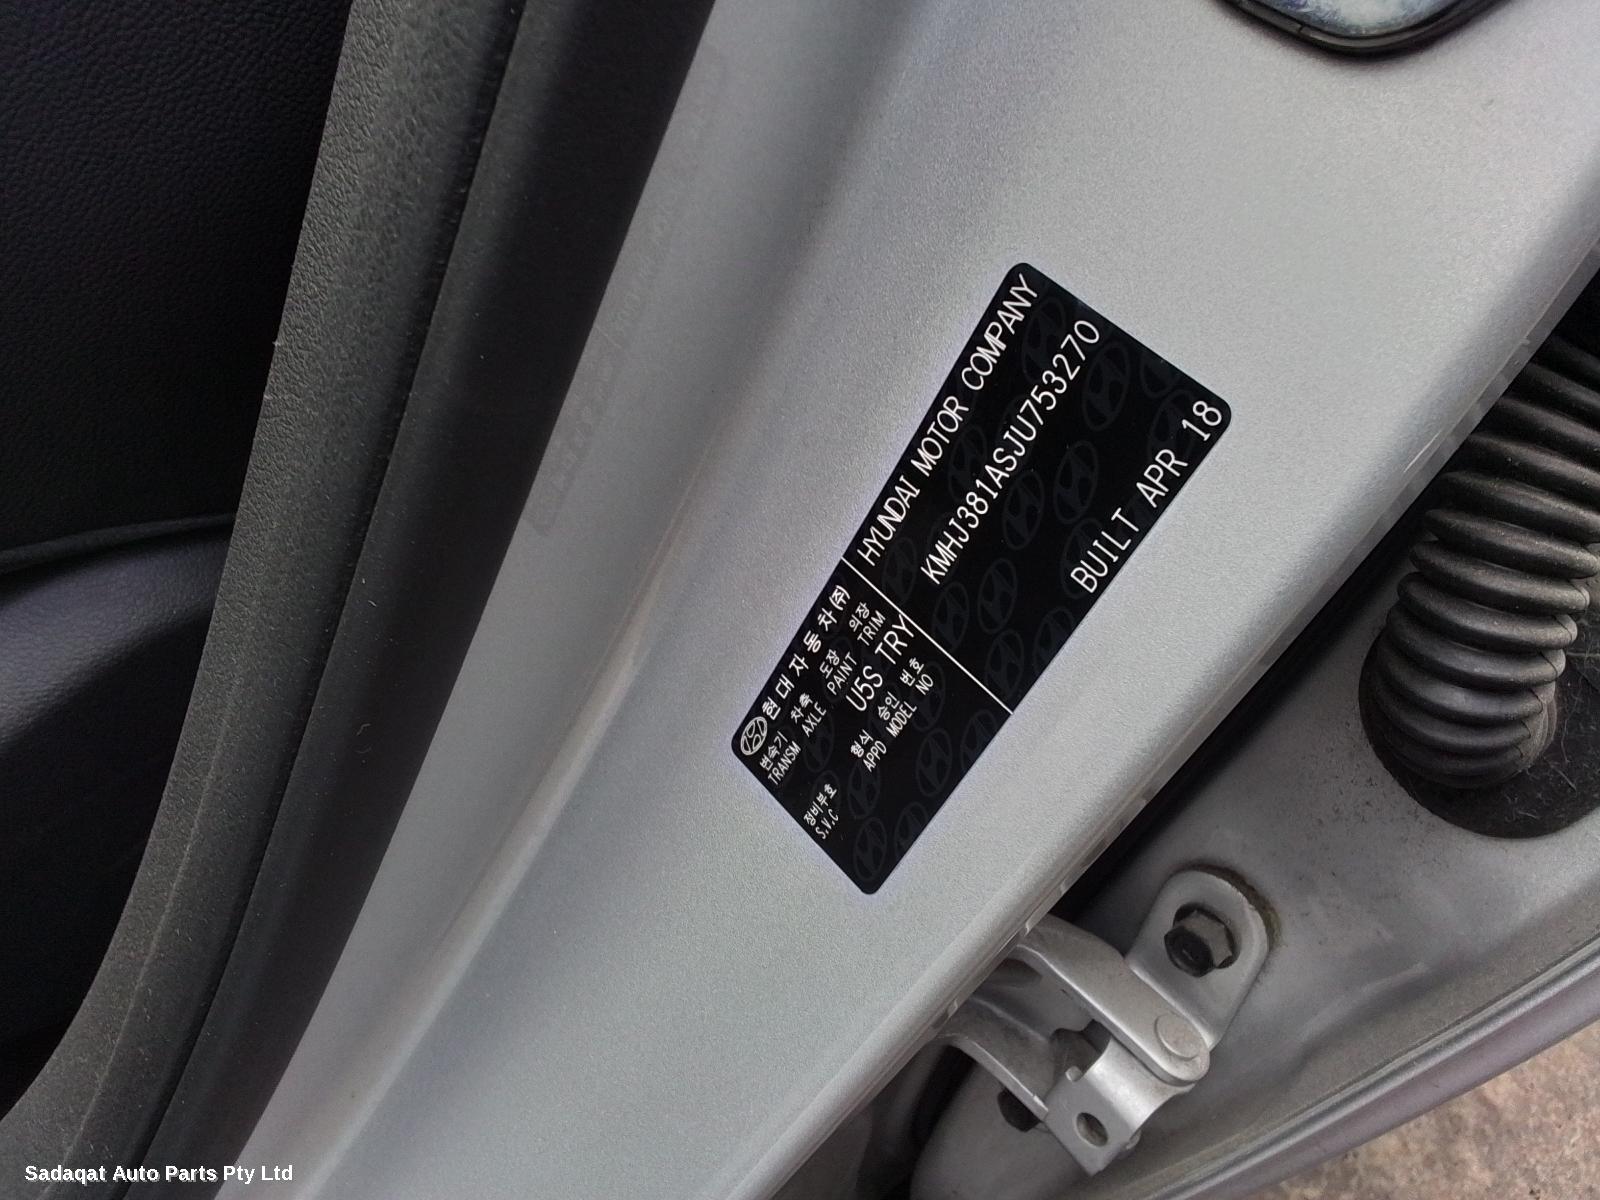 현대자동차(주) HYUNDAI MOTOR COMPANY
변속기 차축 도장 의장
TRANSM AXLE PAINT TRIM
U5S TRY
KMHJ381ASJU753270
형식 승인 번호
APPD MODEL NO
장비부호
S.V.C
BUILT APR 18
Sadaqat Auto Parts Pty Ltd